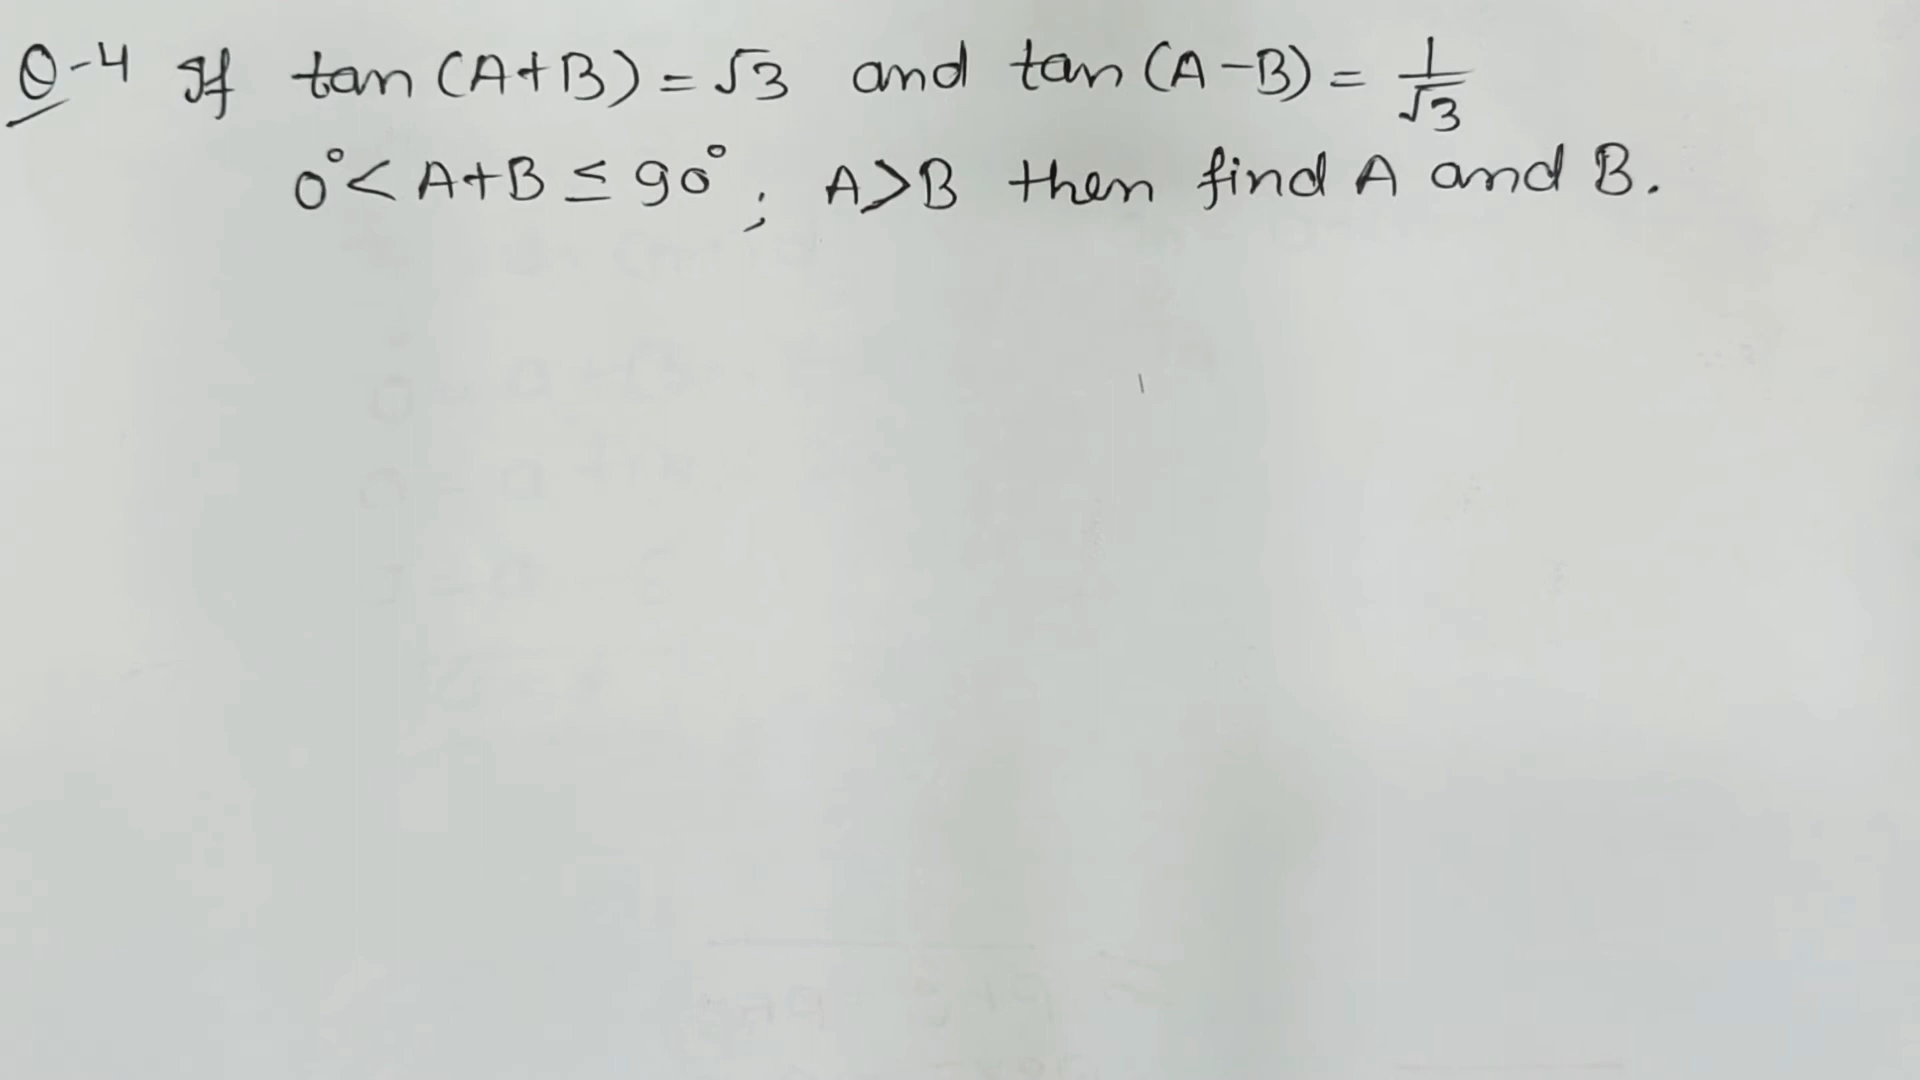 Q-4 If tan (A+B) = √3 and tan (A-B) = 1/√3
0° < A+B ≤ 90° ; A>B then find A and B.